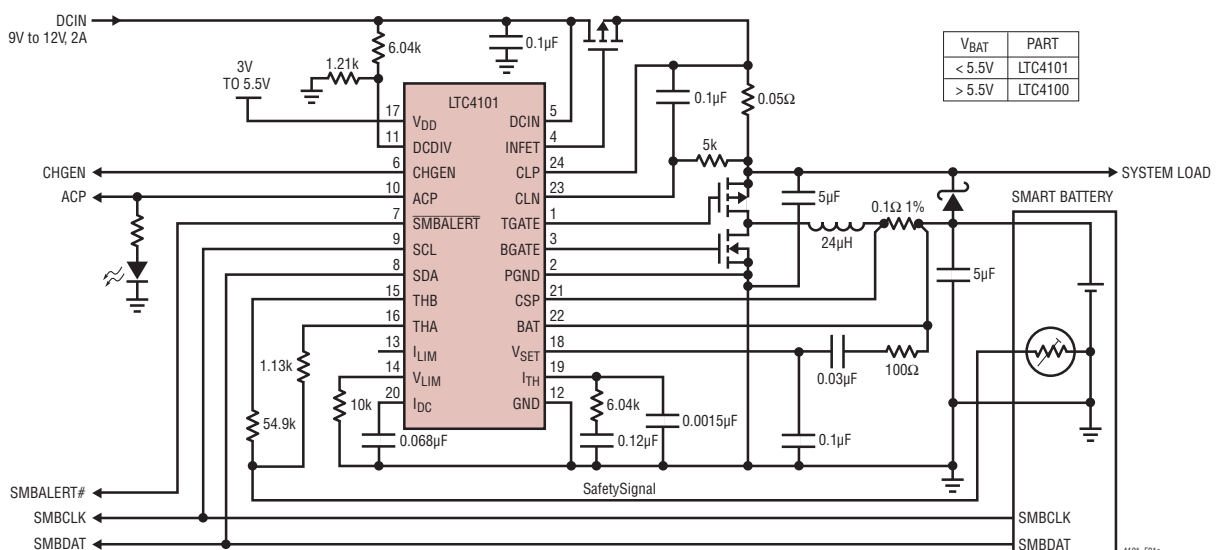 DCIN
9V to 12V, 2A
0.1µF
6.04k
1.21k
3V
TO 5.5V
VBAT PART
< 5.5V LTC4101
> 5.5V LTC4100
LTC4101
17 VDD
11 DCDIV
6 CHGEN
10 ACP
7 SMBALERT
9 SCL
8 SDA
15 THB
16 THA
13 ILIM
14 VLIM
20 IDC
DCIN 5
INFET 4
CLP 24
CLN 23
TGATE 1
BGATE 3
PGND 2
CSP 21
BAT 22
VSET 18
ITH 19
GND 12
CHGEN
ACP
0.1µF
0.05Ω
5k
5µF
24µH
0.1Ω 1%
SYSTEM LOAD
SMART BATTERY
5µF
1.13k
54.9k
10k
0.068µF
6.04k
0.12µF
0.0015µF
0.03µF
100Ω
0.1µF
SafetySignal
SMBALERT#
SMBCLK
SMBDAT
SMBCLK
SMBDAT